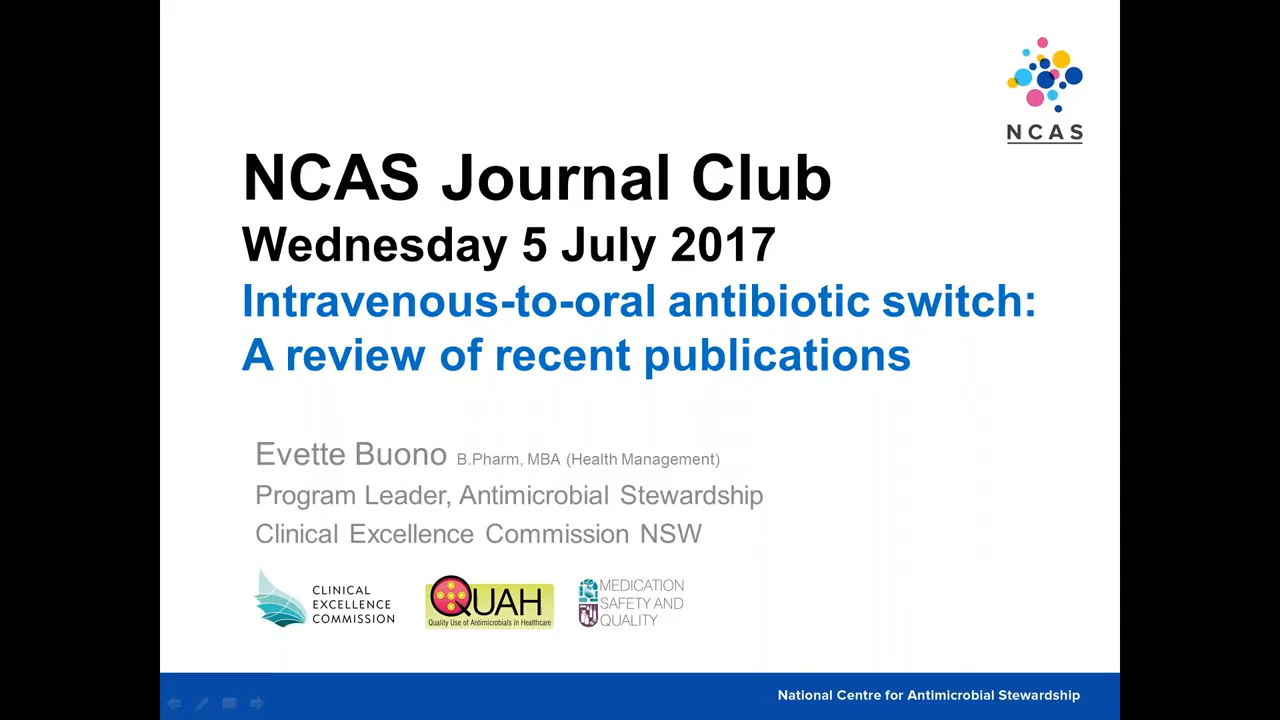 NCAS
NCAS Journal Club
Wednesday 5 July 2017
Intravenous-to-oral antibiotic switch:
A review of recent publications
Evette Buono B.Pharm, MBA (Health Management)
Program Leader, Antimicrobial Stewardship
Clinical Excellence Commission NSW
CLINICAL
EXCELLENCE
COMMISSION
QUAH
Quality Use of Antimicrobials in Healthcare
MEDICATION
SAFETY AND
QUALITY
National Centre for Antimicrobial Stewardship